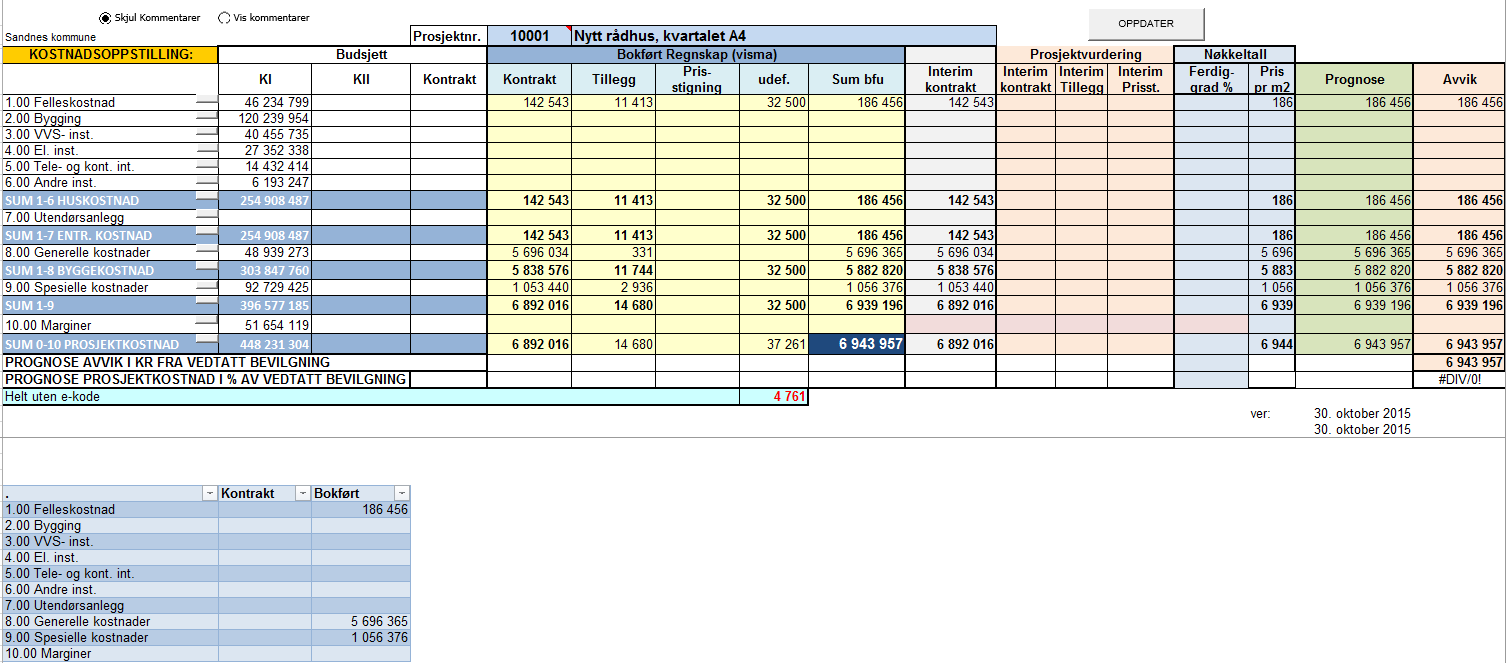 Skjul Kommentarer Vis kommentarer
OPPDATER
Sandnes kommune Prosjektnr. 10001 Nytt rådhus, kvartalet A4
KOSTNADSOPPSTILLING: Budsjett Bokført Regnskap (visma) Prosjektvurdering Nøkkeltall
KI KII Kontrakt Kontrakt Tillegg Pris- stigning udef. Sum bfu Interim kontrakt Interim kontrakt Interim Tillegg Interim Prisst. Ferdig- grad % Pris pr m2 Prognose Avvik
1.00 Felleskostnad 46 234 799 142 543 11 413 32 500 186 456 142 543 186 186 456 186 456
2.00 Bygging 120 239 954
3.00 VVS- inst. 40 455 735
4.00 El. inst. 27 352 338
5.00 Tele- og kont. int. 14 432 414
6.00 Andre inst. 6 193 247
SUM 1-6 HUSKOSTNAD 254 908 487 142 543 11 413 32 500 186 456 142 543 186 186 456 186 456
7.00 Utendørsanlegg
SUM 1-7 ENTR. KOSTNAD 254 908 487 142 543 11 413 32 500 186 456 142 543 186 186 456 186 456
8.00 Generelle kostnader 48 939 273 5 696 034 331 5 696 365 5 696 034 5 696 5 696 365 5 696 365
SUM 1-8 BYGGEKOSTNAD 303 847 760 5 838 576 11 744 32 500 5 882 820 5 838 576 5 883 5 882 820 5 882 820
9.00 Spesielle kostnader 92 729 425 1 053 440 2 936 1 056 376 1 053 440 1 056 1 056 376 1 056 376
SUM 1-9 396 577 185 6 892 016 14 680 32 500 6 939 196 6 892 016 6 939 6 939 196 6 939 196
10.00 Marginer 51 654 119
SUM 0-10 PROSJEKTKOSTNAD 448 231 304 6 892 016 14 680 37 261 6 943 957 6 892 016 6 944 6 943 957 6 943 957
PROGNOSE AVVIK I KR FRA VEDTATT BEVILGNING 6 943 957
PROGNOSE PROSJEKTKOSTNAD I % AV VEDTATT BEVILGNING #DIV/0!
Helt uten e-kode 4 761
ver: 30. oktober 2015
30. oktober 2015
. Kontrakt Bokført
1.00 Felleskostnad 186 456
2.00 Bygging
3.00 VVS- inst.
4.00 El. inst.
5.00 Tele- og kont. int.
6.00 Andre inst.
7.00 Utendørsanlegg
8.00 Generelle kostnader 5 696 365
9.00 Spesielle kostnader 1 056 376
10.00 Marginer